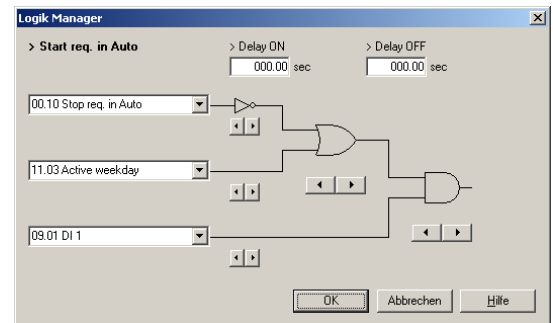 Logik Manager
> Start req. in Auto
> Delay ON
> Delay OFF
000.00 sec
000.00 sec
00.10 Stop req. in Auto
11.03 Active weekday
09.01 DI 1
OK
Abbrechen
Hilfe